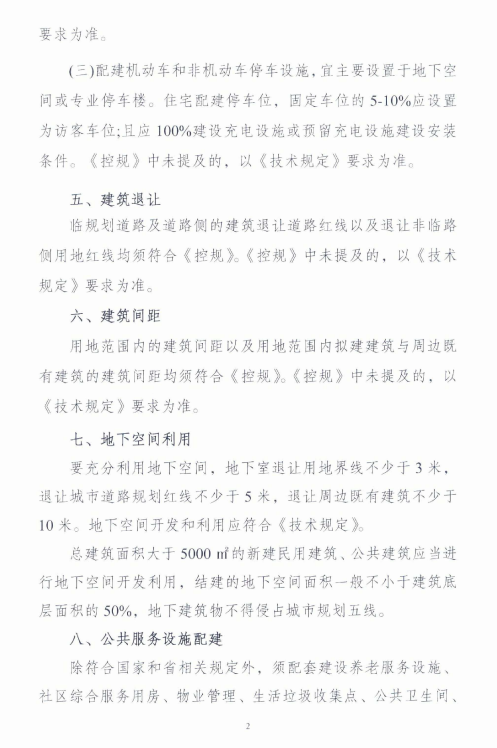 要求为准。
(三)配建机动车和非机动车停车设施,宜主要设置于地下空
间或专业停车楼。住宅配建停车位，固定车位的 5-10%应设置
为访客车位;且应 100%建设充电设施或预留充电设施建设安装
条件。《控规》中未提及的，以《技术规定》要求为准。
五、建筑退让
临规划道路及道路侧的建筑退让道路红线以及退让非临路
侧用地红线均须符合《控规》。《控规》中未提及的，以《技术
规定》要求为准。
六、建筑间距
用地范围内的建筑间距以及用地范围内拟建建筑与周边既
有建筑的建筑间距均须符合《控规》。《控规》中未提及的，以
《技术规定》要求为准。
七、地下空间利用
要充分利用地下空间，地下室退让用地界线不少于 3 米，
退让城市道路规划红线不少于 5 米，退让周边既有建筑不少于
10 米。地下空间开发和利用应符合《技术规定》。
总建筑面积大于 5000 ㎡的新建民用建筑、公共建筑应当进
行地下空间开发利用，结建的地下空间面积一般不小于建筑底
层面积的 50%，地下建筑物不得侵占城市规划五线。
八、公共服务设施配建
除符合国家和省相关规定外，须配套建设养老服务设施、
社区综合服务用房、物业管理、生活垃圾收集点、公共卫生间、
2